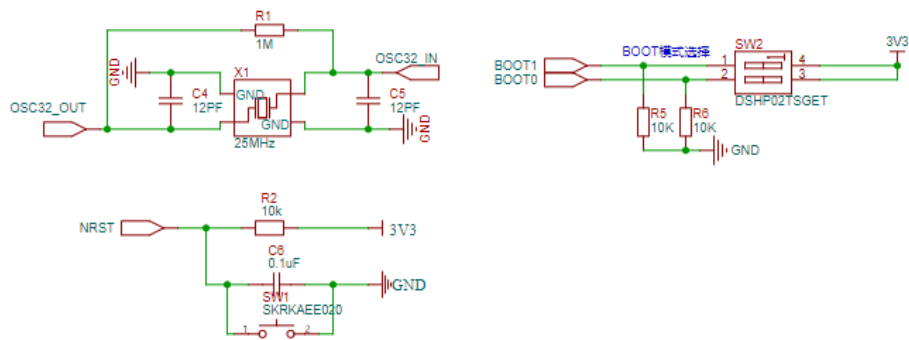 R1
1M
GND
X1
OSC32_IN
C4
12PF
GND
GND
C5
12PF
OSC32_OUT
25MHz
GND
BOOT模式选择
SW2
3V3
BOOT1
1
4
BOOT0
2
3
DSHP02TSGET
R5
10K
R6
10K
GND
NRST
R2
10k
3V3
C6
0.1uF
GND
SW1
SKRKAEE020
1
2